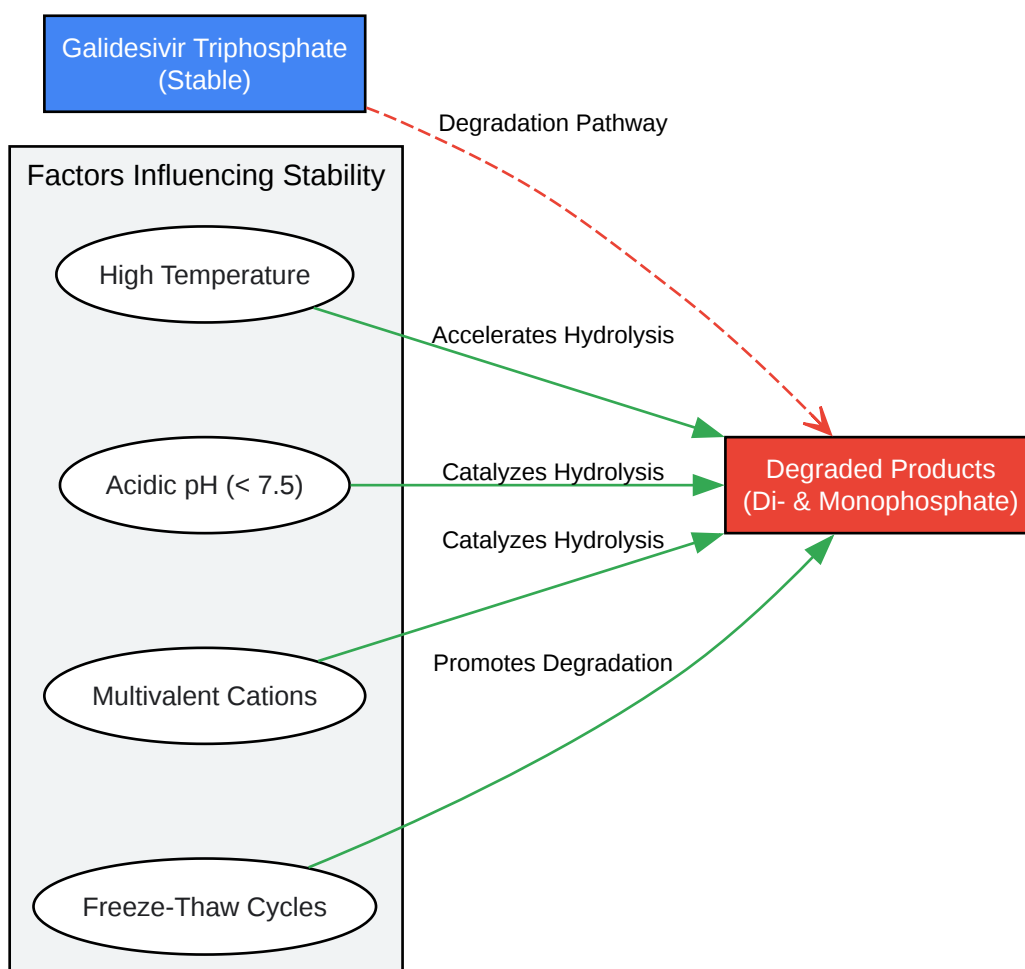 Galidesivir Triphosphate
(Stable)
Degradation Pathway
Factors Influencing Stability
High Temperature
Accelerates Hydrolysis
Acidic pH (< 7.5)
Catalyzes Hydrolysis
Degraded Products
(Di- & Monophosphate)
Catalyzes Hydrolysis
Multivalent Cations
Promotes Degradation
Freeze-Thaw Cycles